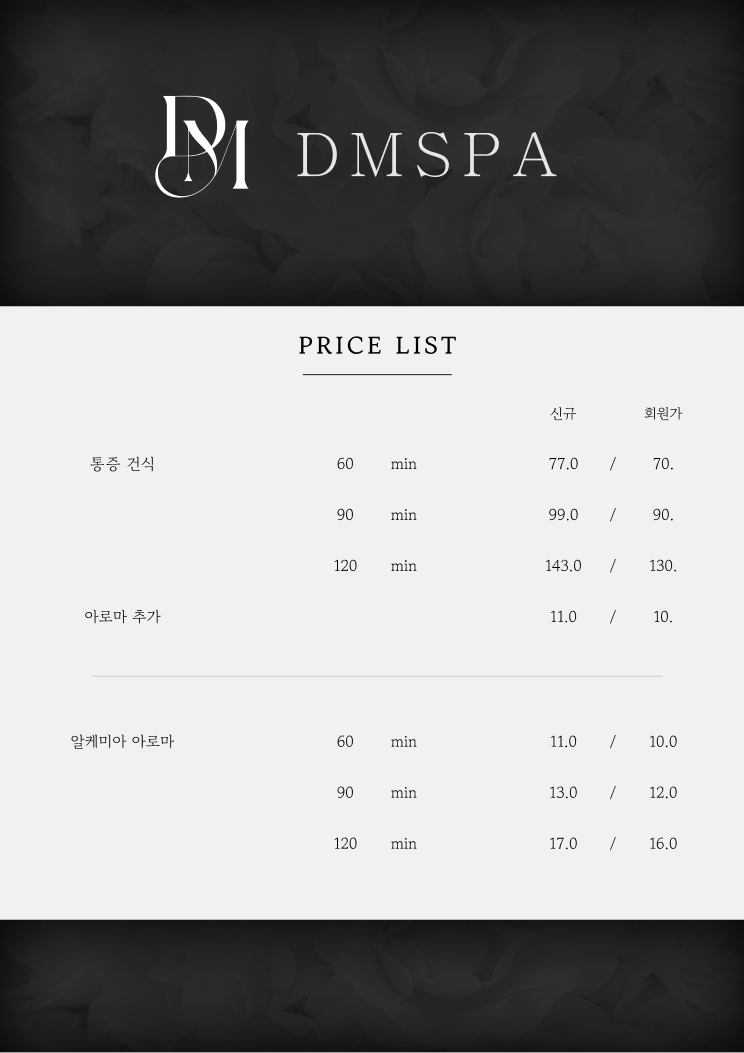 DM DMSPA
PRICE LIST
신규 회원가
통증 건식 60 min 77.0 / 70.
90 min 99.0 / 90.
120 min 143.0 / 130.
아로마 추가 11.0 / 10.
알케미아 아로마 60 min 11.0 / 10.0
90 min 13.0 / 12.0
120 min 17.0 / 16.0